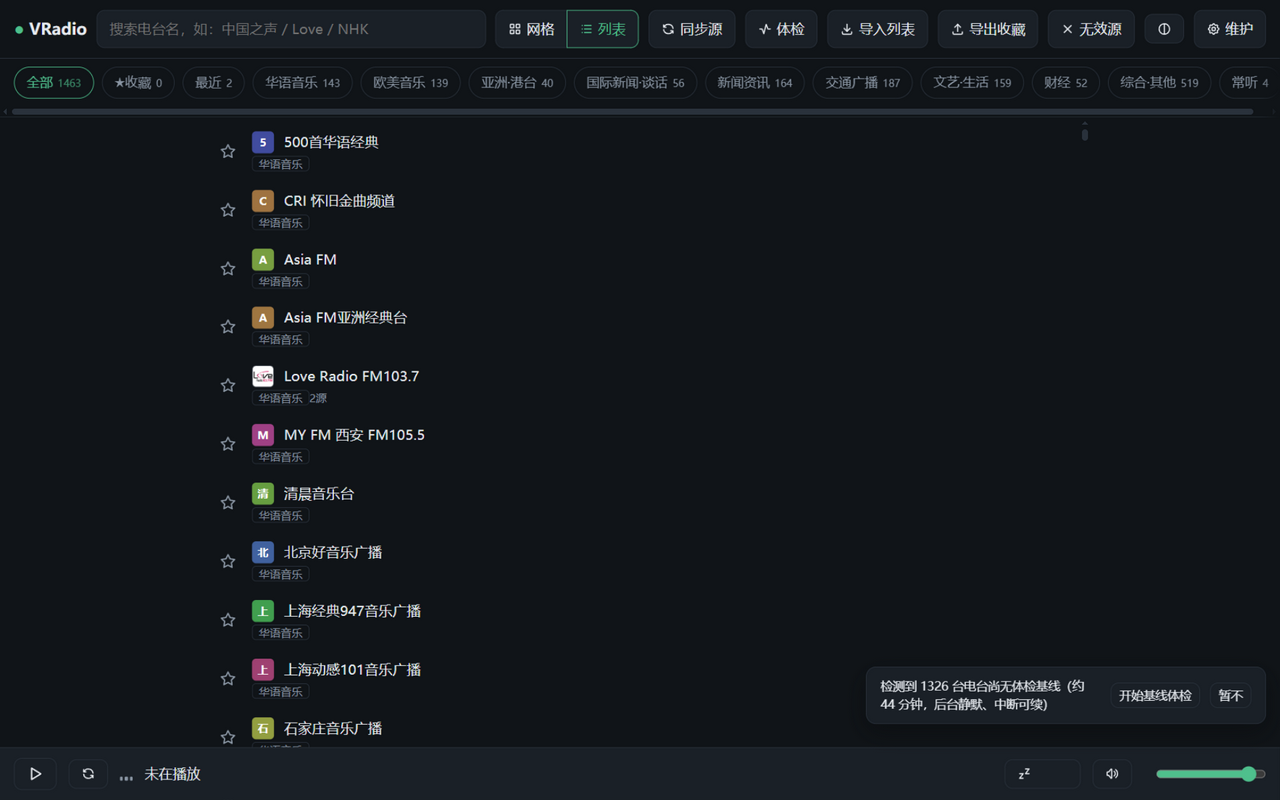 VRadio 搜索电台名，如：中国之声 / Love / NHK 网格 列表 同步源 体检 导入列表 导出收藏 无效源 维护
全部 1463 ★收藏 0 最近 2 华语音乐 143 欧美音乐 139 亚洲·港台 40 国际新闻·谈话 56 新闻资讯 164 交通广播 187 文艺·生活 159 财经 52 综合·其他 519 常听 4
5 500首华语经典
华语音乐
C CRI 怀旧金曲频道
华语音乐
A Asia FM
华语音乐
A Asia FM亚洲经典台
华语音乐
Love Radio FM103.7
华语音乐 2源
M MY FM 西安 FM105.5
华语音乐
清 清晨音乐台
华语音乐
北 北京好音乐广播
华语音乐
上 上海经典947音乐广播
华语音乐
上 上海动感101音乐广播
华语音乐
石 石家庄音乐广播
华语音乐
检测到 1326 台电台尚无体检基线（约
44 分钟，后台静默、中断可续）
开始基线体检 暂不
... 未在播放 zZ